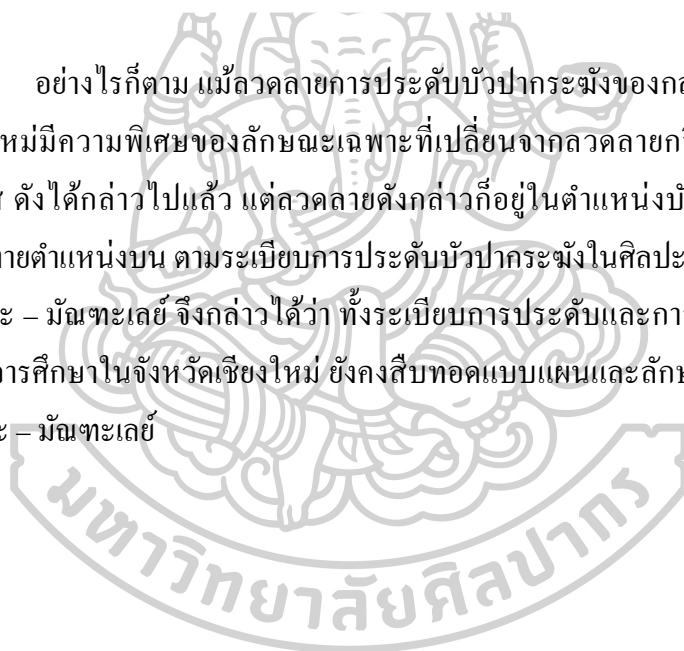 อย่างไรก็ตาม แม้ลวดลายการประดับบัวปากระฆังของกล
ใหม่มีความพิเศษของลักษณะเฉพาะที่เปลี่ยนจากลวดลายกร
ดังได้กล่าวไปแล้ว แต่ลวดลายดังกล่าวก็อยู่ในตำแหน่งบั
ายตำแหน่งบน ตามระเบียบการประดับบัวปากระฆังในศิลปะ
ะ – มัณฑะเลย์ จึงกล่าวได้ว่า ทั้งระเบียบการประดับและการ
การศึกษาในจังหวัดเชียงใหม่ ยังคงสืบทอดแบบแผนและลักษ
ะ – มัณฑะเลย์
มหาวิทยาลัยศิลปากร